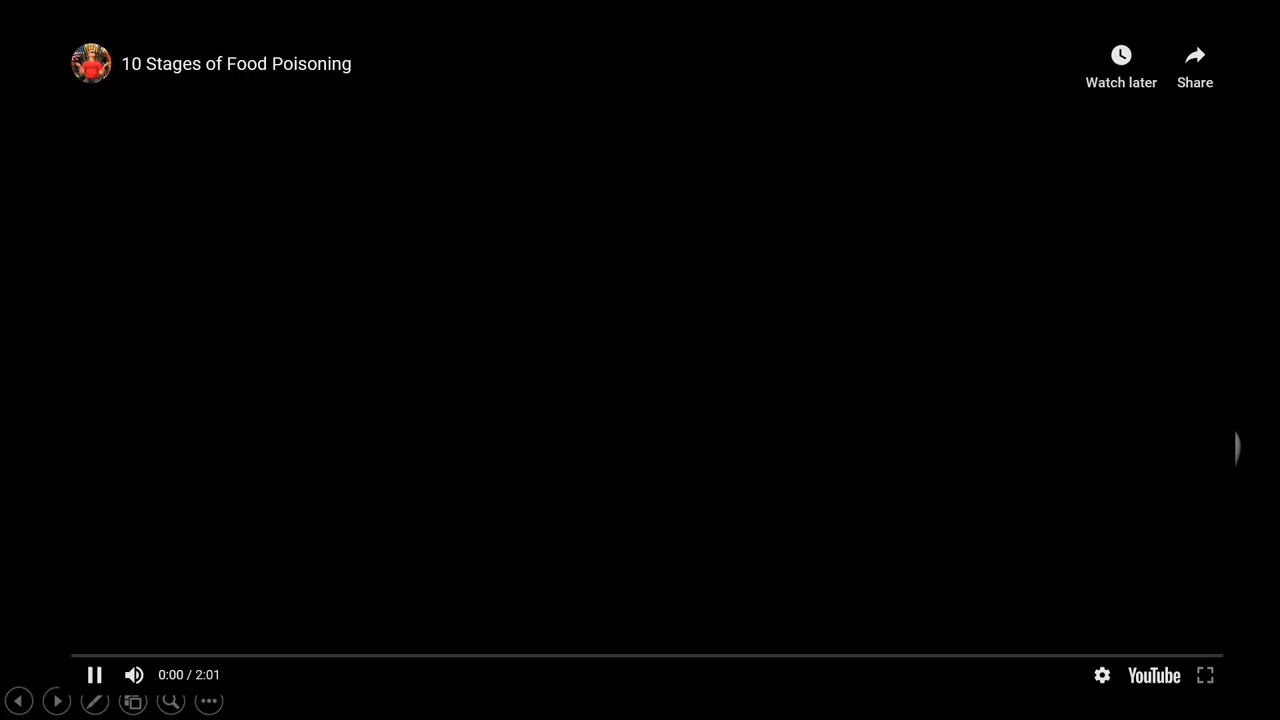 10 Stages of Food Poisoning
Watch later
Share
0:00 / 2:01
YouTube